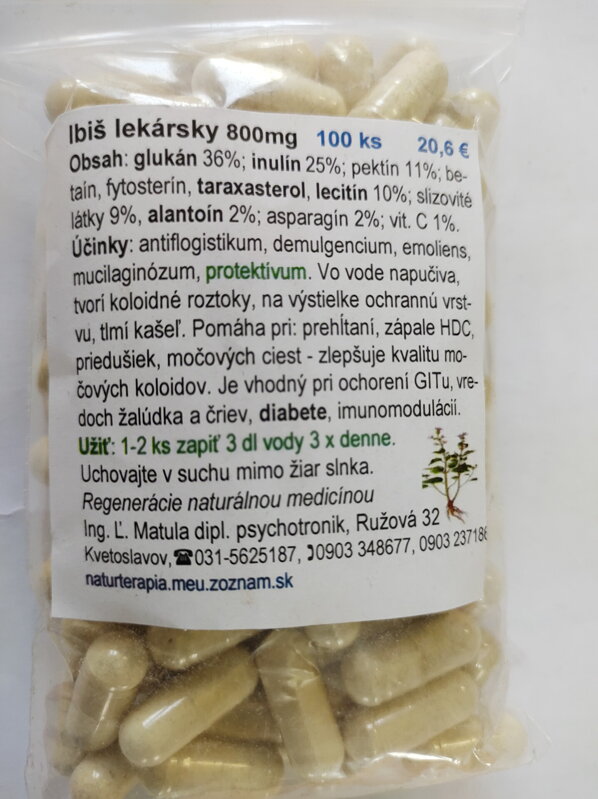 Ibiš lekársky 800mg 100 ks 20,6 €
Obsah: glukán 36%; inulín 25%; pektín 11%; be-
taín, fytosterín, taraxasterol, lecitín 10%; slizovité
látky 9%, alantoín 2%; asparagín 2%; vit. C 1%.
Účinky: antiflogistikum, demulgencium, emoliens,
mucilaginózum, protektívum. Vo vode napučiva,
tvorí koloidné roztoky, na výstielke ochrannú vrst-
vu, tlmí kašeľ. Pomáha pri: prehĺtaní, zápale HDC,
priedušiek, močových ciest - zlepšuje kvalitu mo-
čových koloidov. Je vhodný pri ochorení GITu, vre-
doch žalúdka a čriev, diabete, imunomodulácií.
Užiť: 1-2 ks zapiť 3 dl vody 3 x denne.
Uchovajte v suchu mimo žiar slnka.
Regenerácie naturálnou medicínou
Ing. Ľ. Matula dipl. psychotronik, Ružová 32
Kvetoslavov, ☎031-5625187, ✆0903 348677, 0903 237186
naturterapia.meu.zoznam.sk